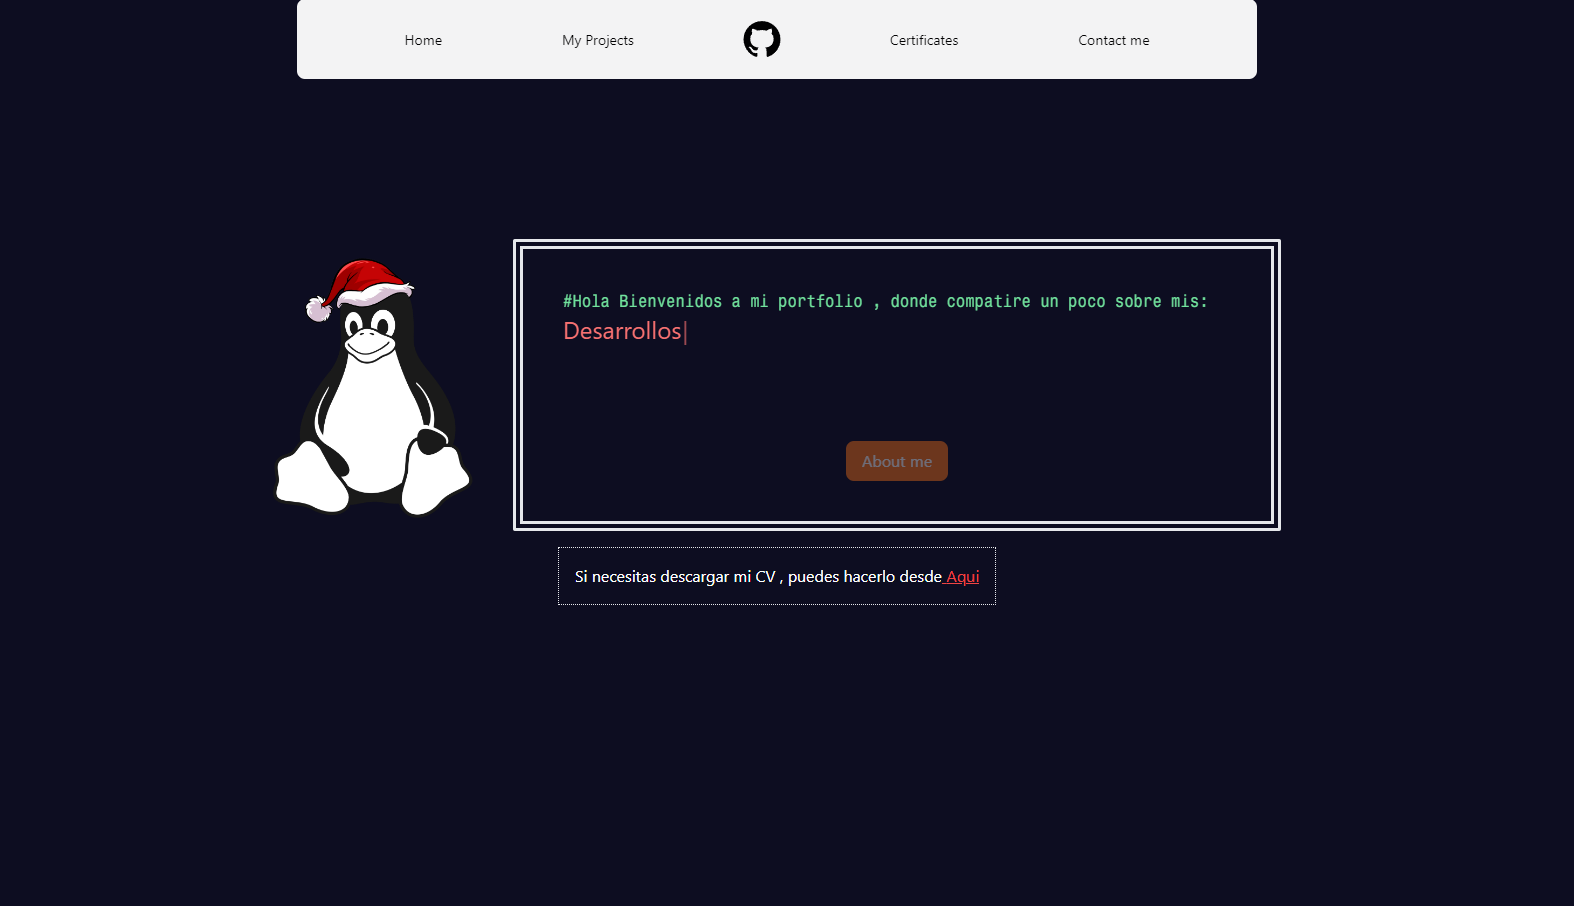 Home
My Projects
Certificates
Contact me
#Hola Bienvenidos a mi portfolio , donde compatire un poco sobre mis:
Desarrollos|
About me
Si necesitas descargar mi CV , puedes hacerlo desde Aqui